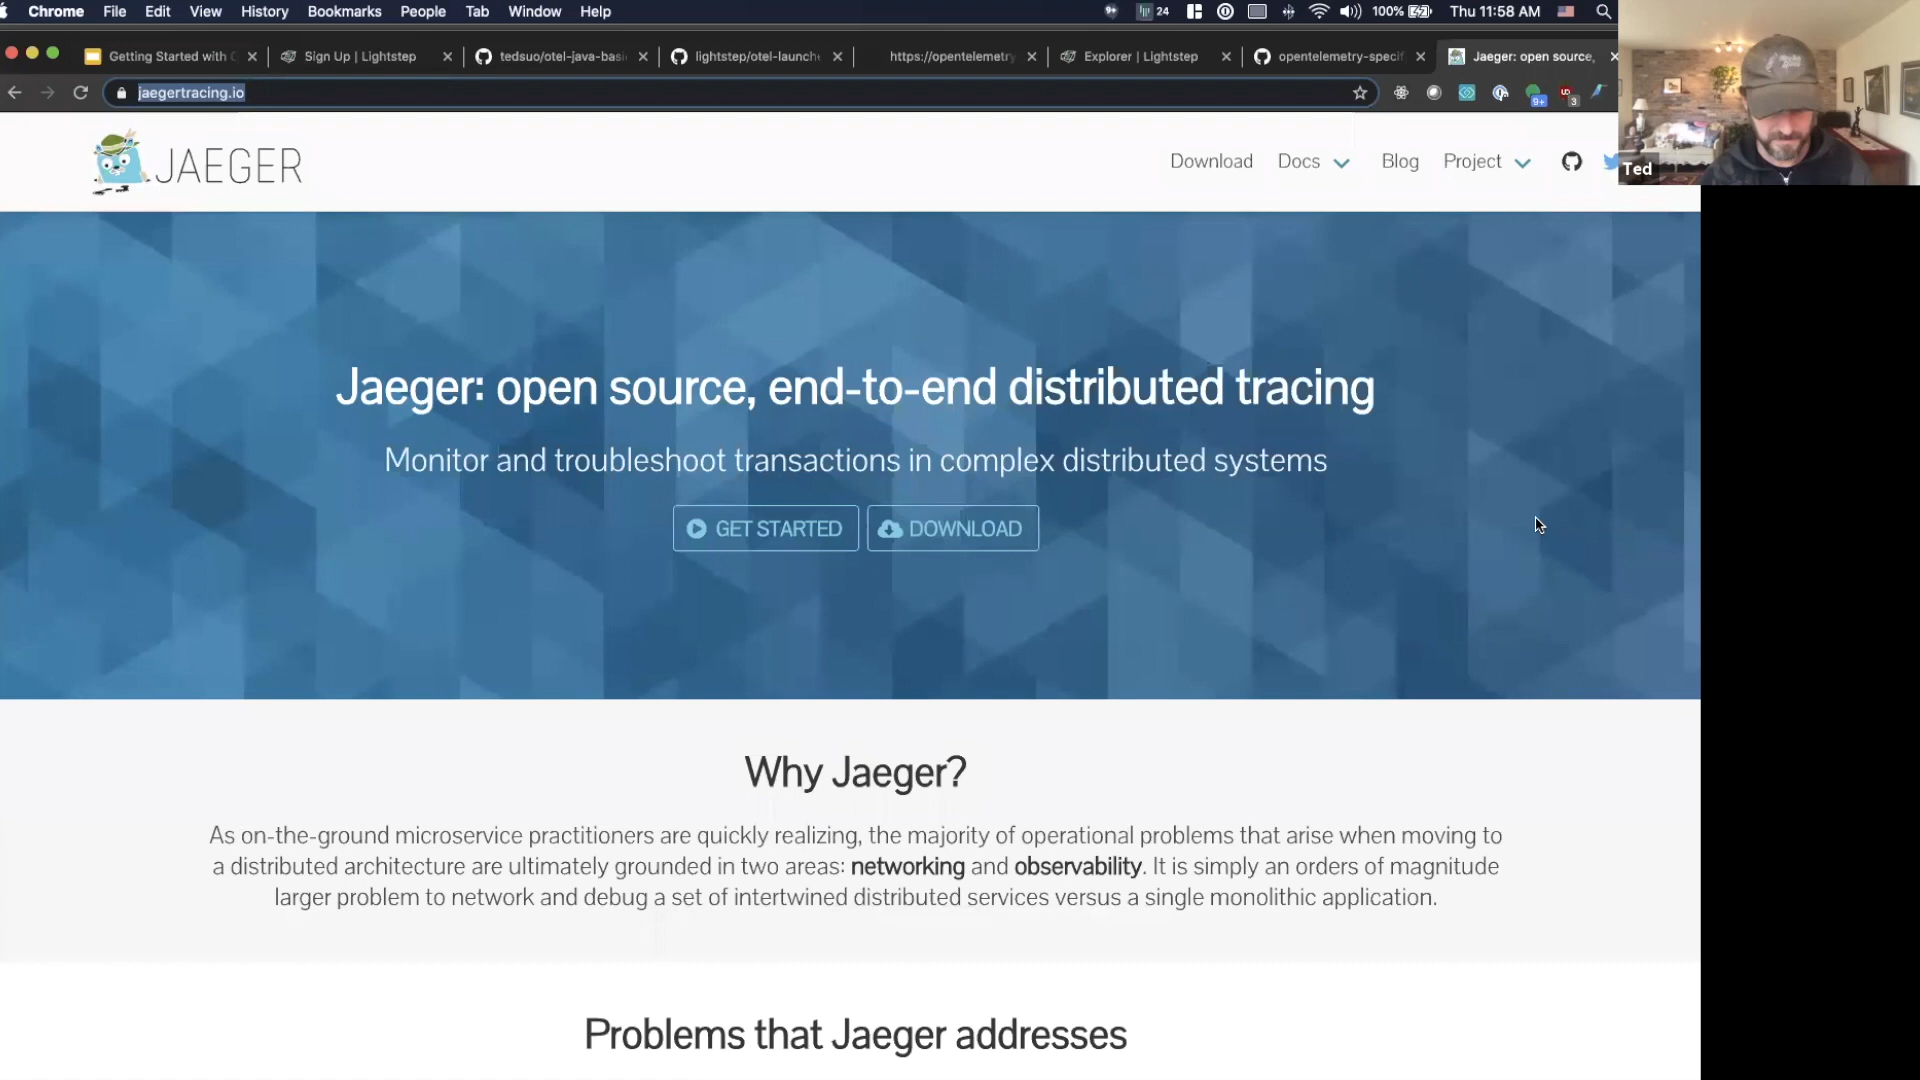 Chrome File Edit View History Bookmarks People Tab Window Help 9+ 24 100% Thu 11:58 AM
Getting Started with Sign Up | Lightstep tedsuo/otel-java-basi lightstep/otel-launch https://opentelemetry Explorer | Lightstep opentelemetry-specif Jaeger: open source,
jaegertracing.io 9+ 3
JAEGER Download Docs Blog Project
Ted
Jaeger: open source, end-to-end distributed tracing
Monitor and troubleshoot transactions in complex distributed systems
GET STARTED DOWNLOAD
Why Jaeger?
As on-the-ground microservice practitioners are quickly realizing, the majority of operational problems that arise when moving to
a distributed architecture are ultimately grounded in two areas: networking and observability. It is simply an orders of magnitude
larger problem to network and debug a set of intertwined distributed services versus a single monolithic application.
Problems that Jaeger addresses